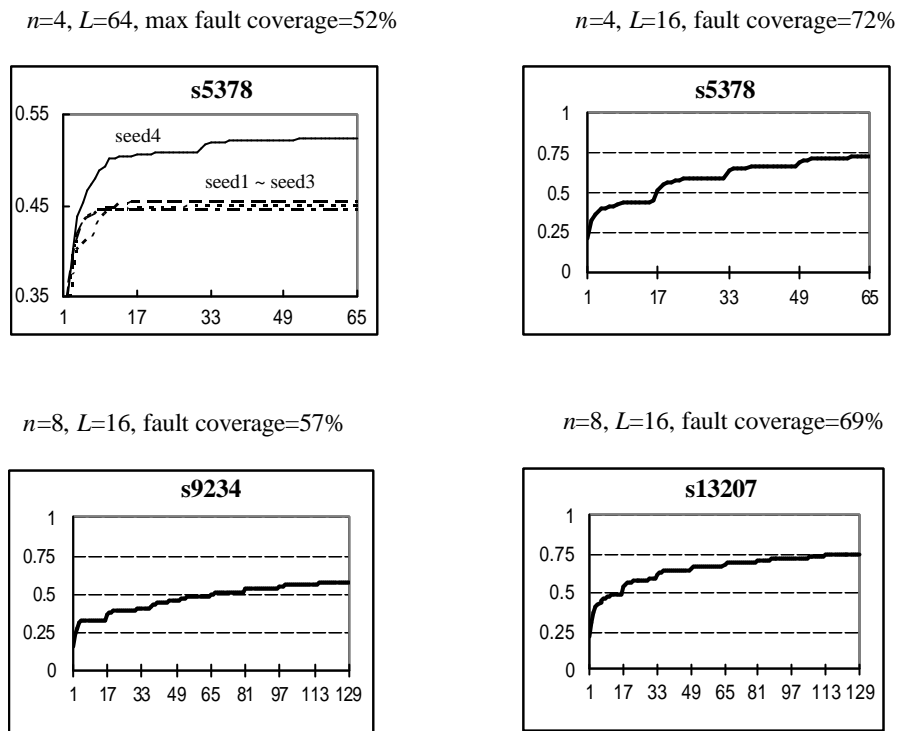 n=4, L=64, max fault coverage=52%
s5378
0.55
seed4
seed1 ~ seed3
0.45
0.35
1 17 33 49 65
n=4, L=16, fault coverage=72%
s5378
1
0.75
0.5
0.25
0
1 17 33 49 65
n=8, L=16, fault coverage=57%
s9234
1
0.75
0.5
0.25
0
1 17 33 49 65 81 97 113 129
n=8, L=16, fault coverage=69%
s13207
1
0.75
0.5
0.25
0
1 17 33 49 65 81 97 113 129